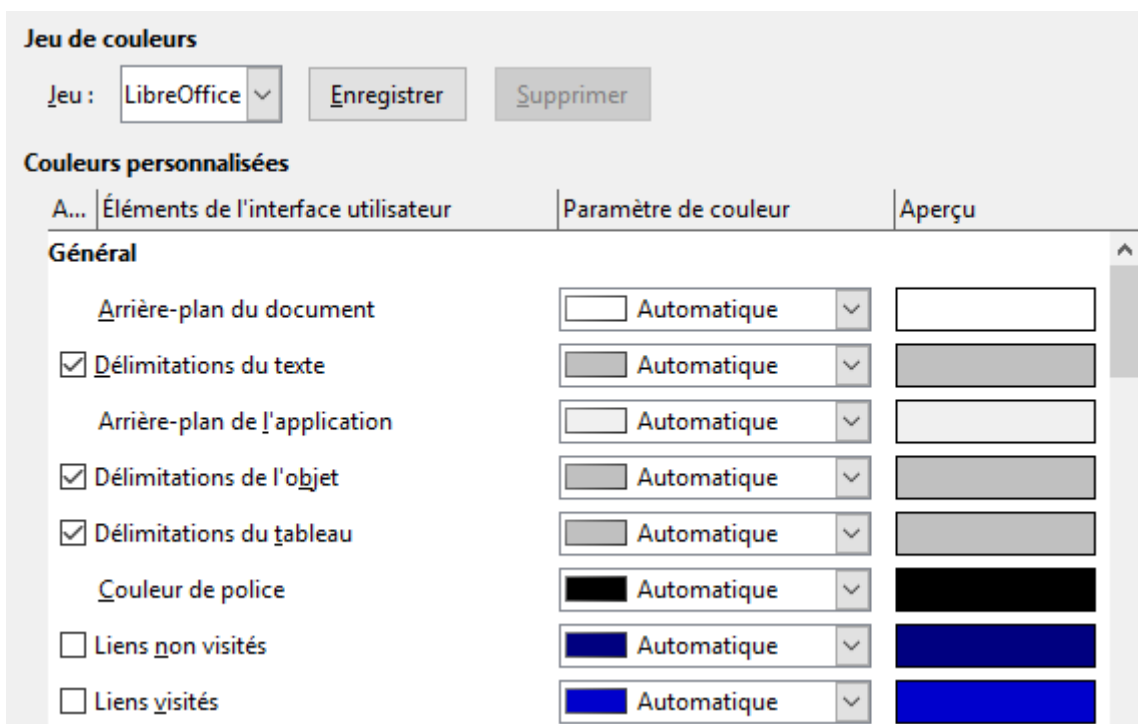 Jeu de couleurs
Jeu : LibreOffice Enregistrer Supprimer
Couleurs personnalisées
A... Éléments de l'interface utilisateur Paramètre de couleur Aperçu
Général
Arrière-plan du document Automatique
Délimitations du texte Automatique
Arrière-plan de l'application Automatique
Délimitations de l'objet Automatique
Délimitations du tableau Automatique
Couleur de police Automatique
Liens non visités Automatique
Liens visités Automatique